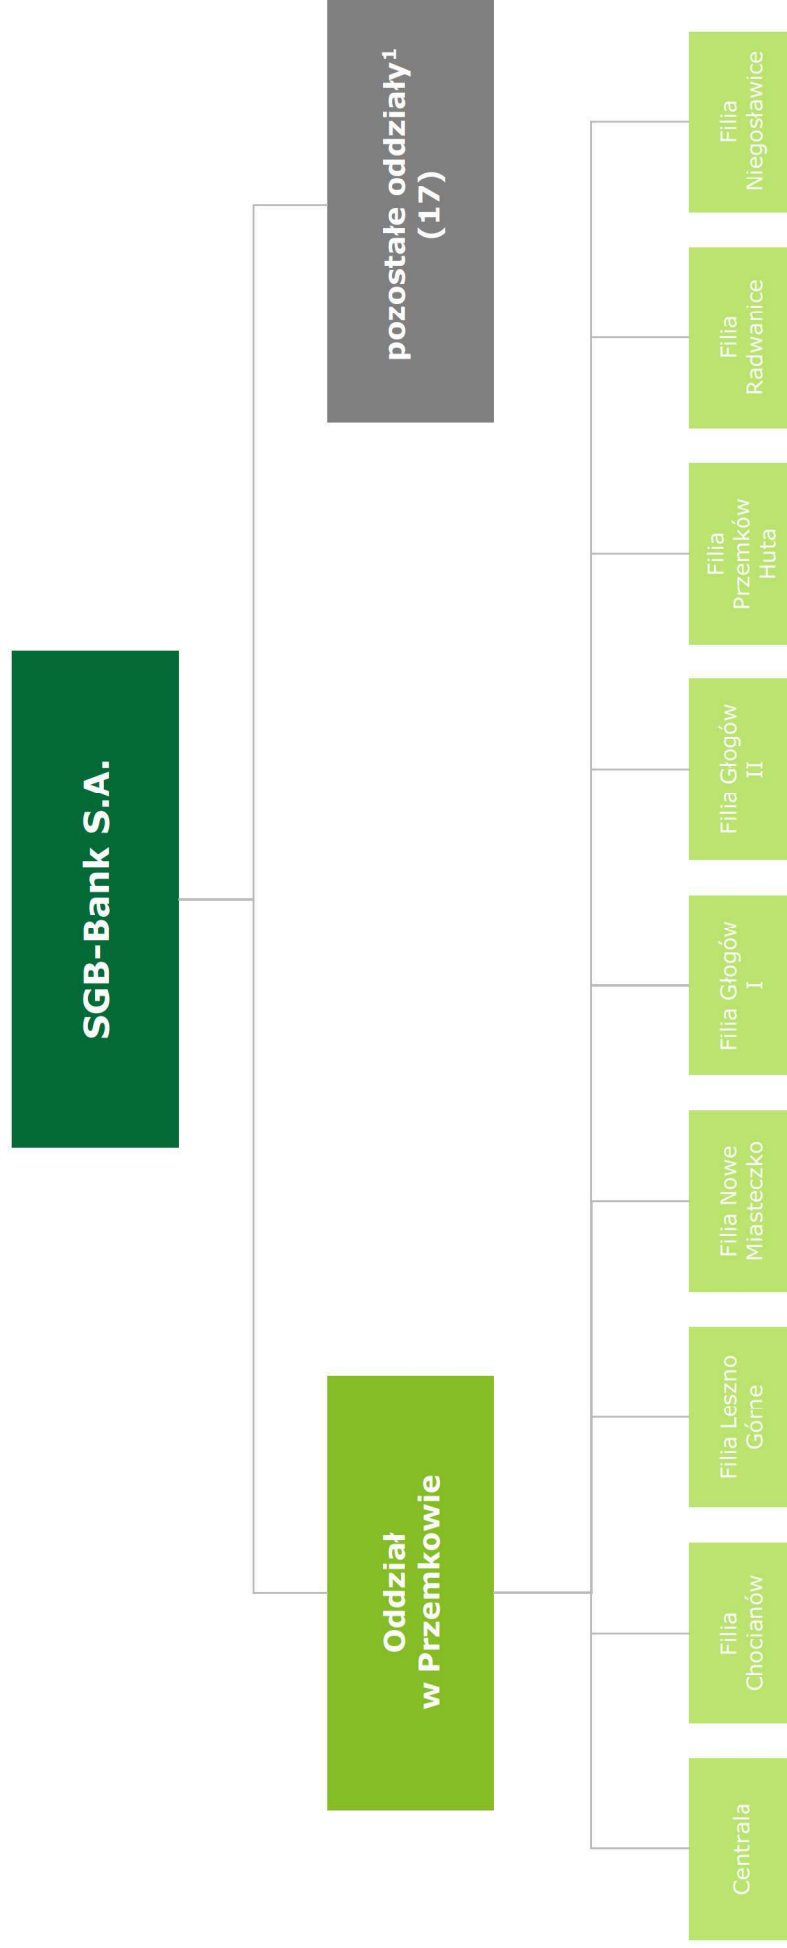 SGB-Bank S.A.
Oddział
w Przemkowie
pozostałe oddziały¹
(17)
Centrala
Filia
Chocianów
Filia Leszno
Górne
Filia Nowe
Miasteczko
Filia Głogów
I
Filia Głogów
II
Filia
Przemków
Huta
Filia
Radwanice
Filia
Niegosławice